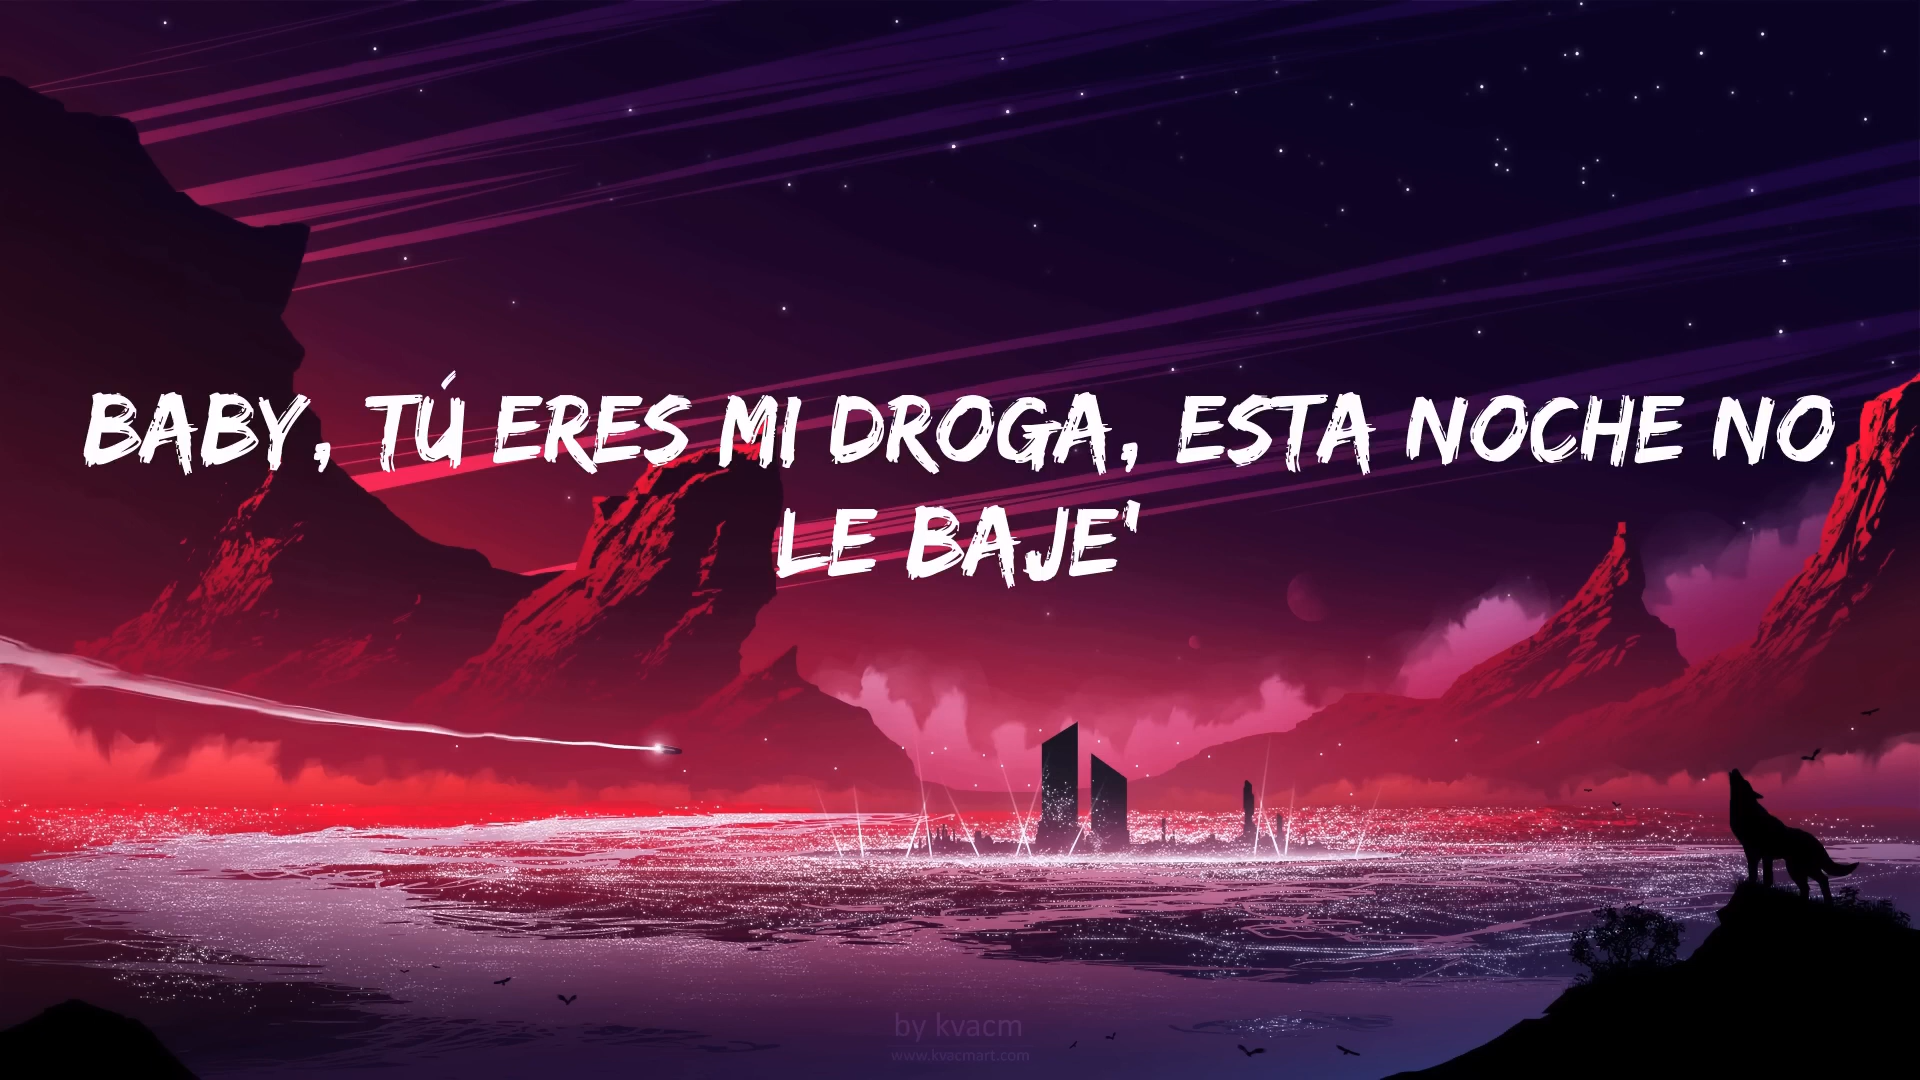 BABY, TÚ ERES MI DROGA, ESTA NOCHE NO
LE BAJE'
by kvacm
www.kvacmart.com